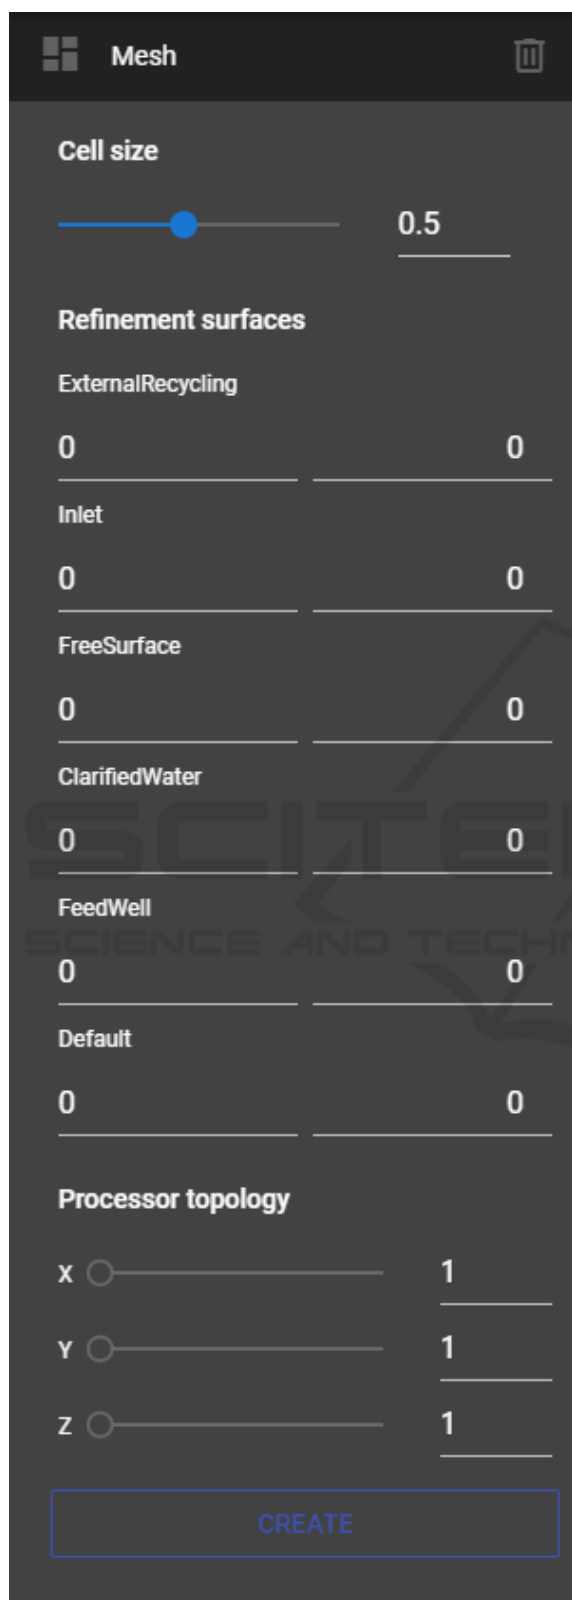 Mesh
Cell size
0.5
Refinement surfaces
ExternalRecycling
0 0
Inlet
0 0
FreeSurface
0 0
ClarifiedWater
0 0
FeedWell
0 0
Default
0 0
Processor topology
X 1
Y 1
Z 1
CREATE